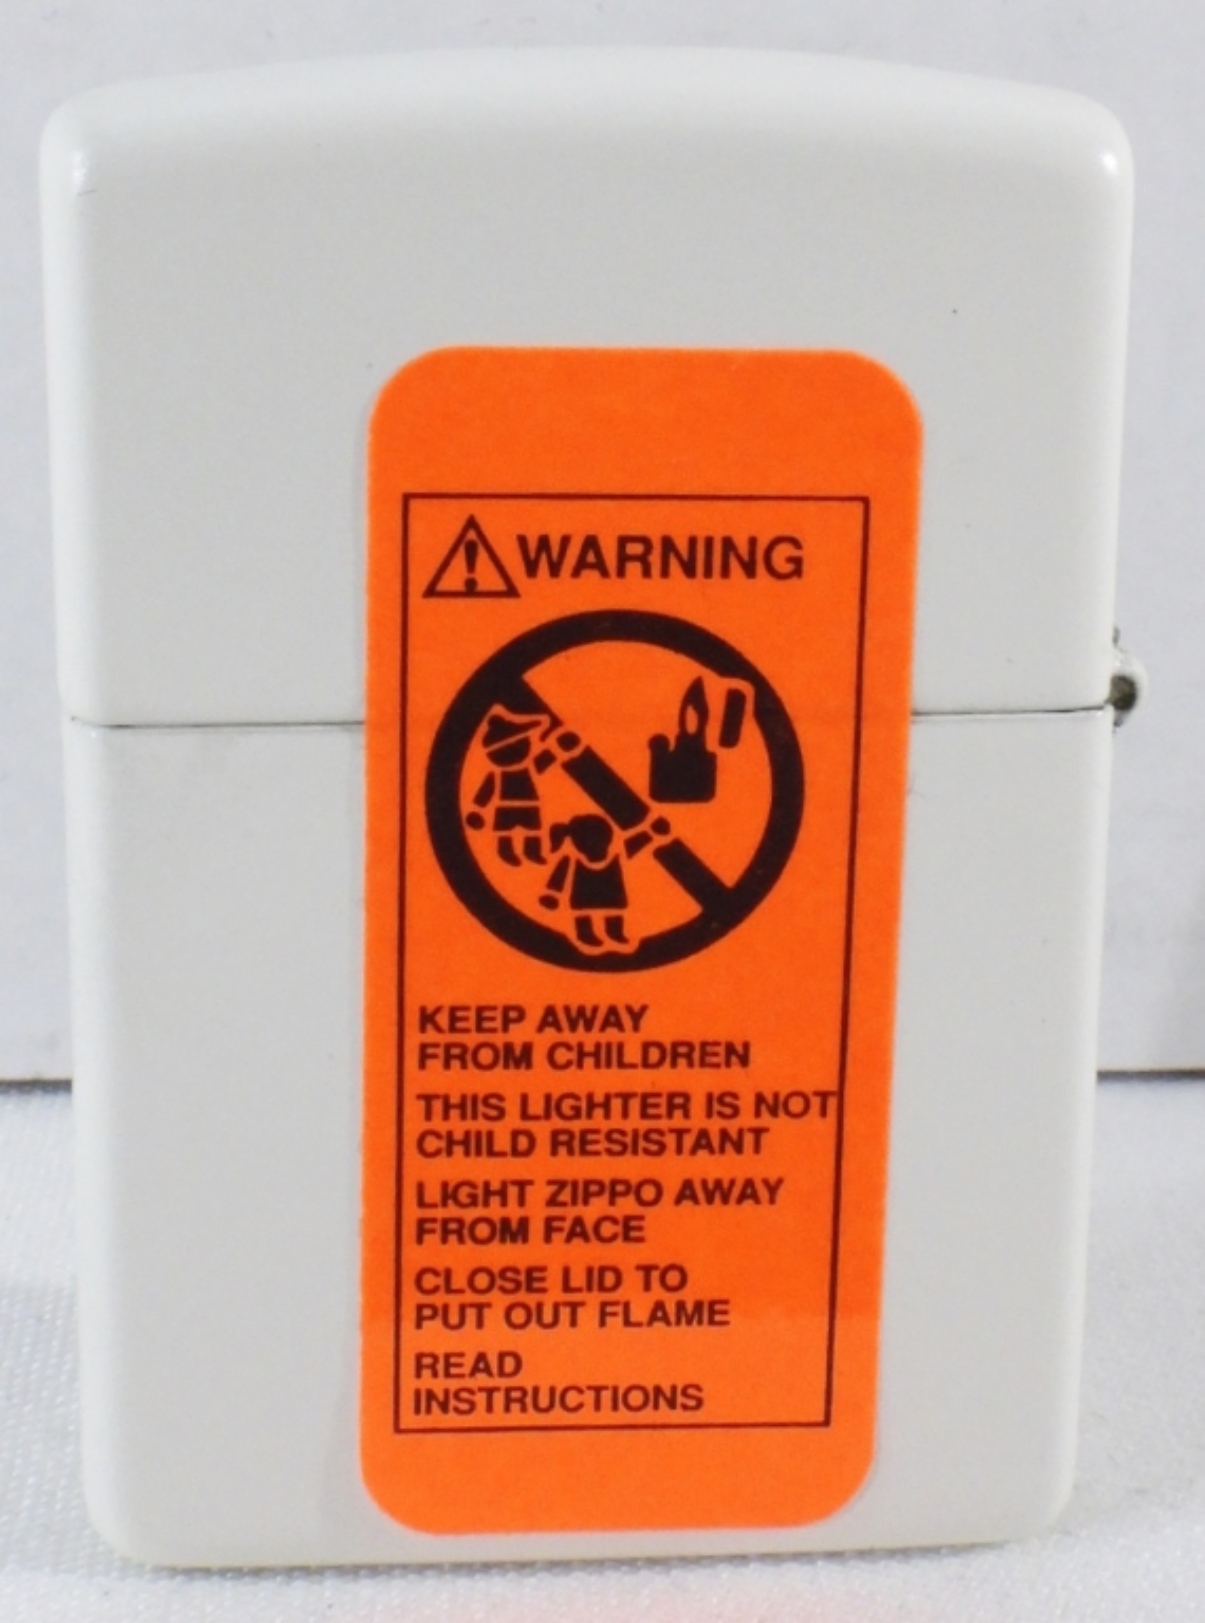 WARNING
KEEP AWAY
FROM CHILDREN
THIS LIGHTER IS NOT
CHILD RESISTANT
LIGHT ZIPPO AWAY
FROM FACE
CLOSE LID TO
PUT OUT FLAME
READ
INSTRUCTIONS